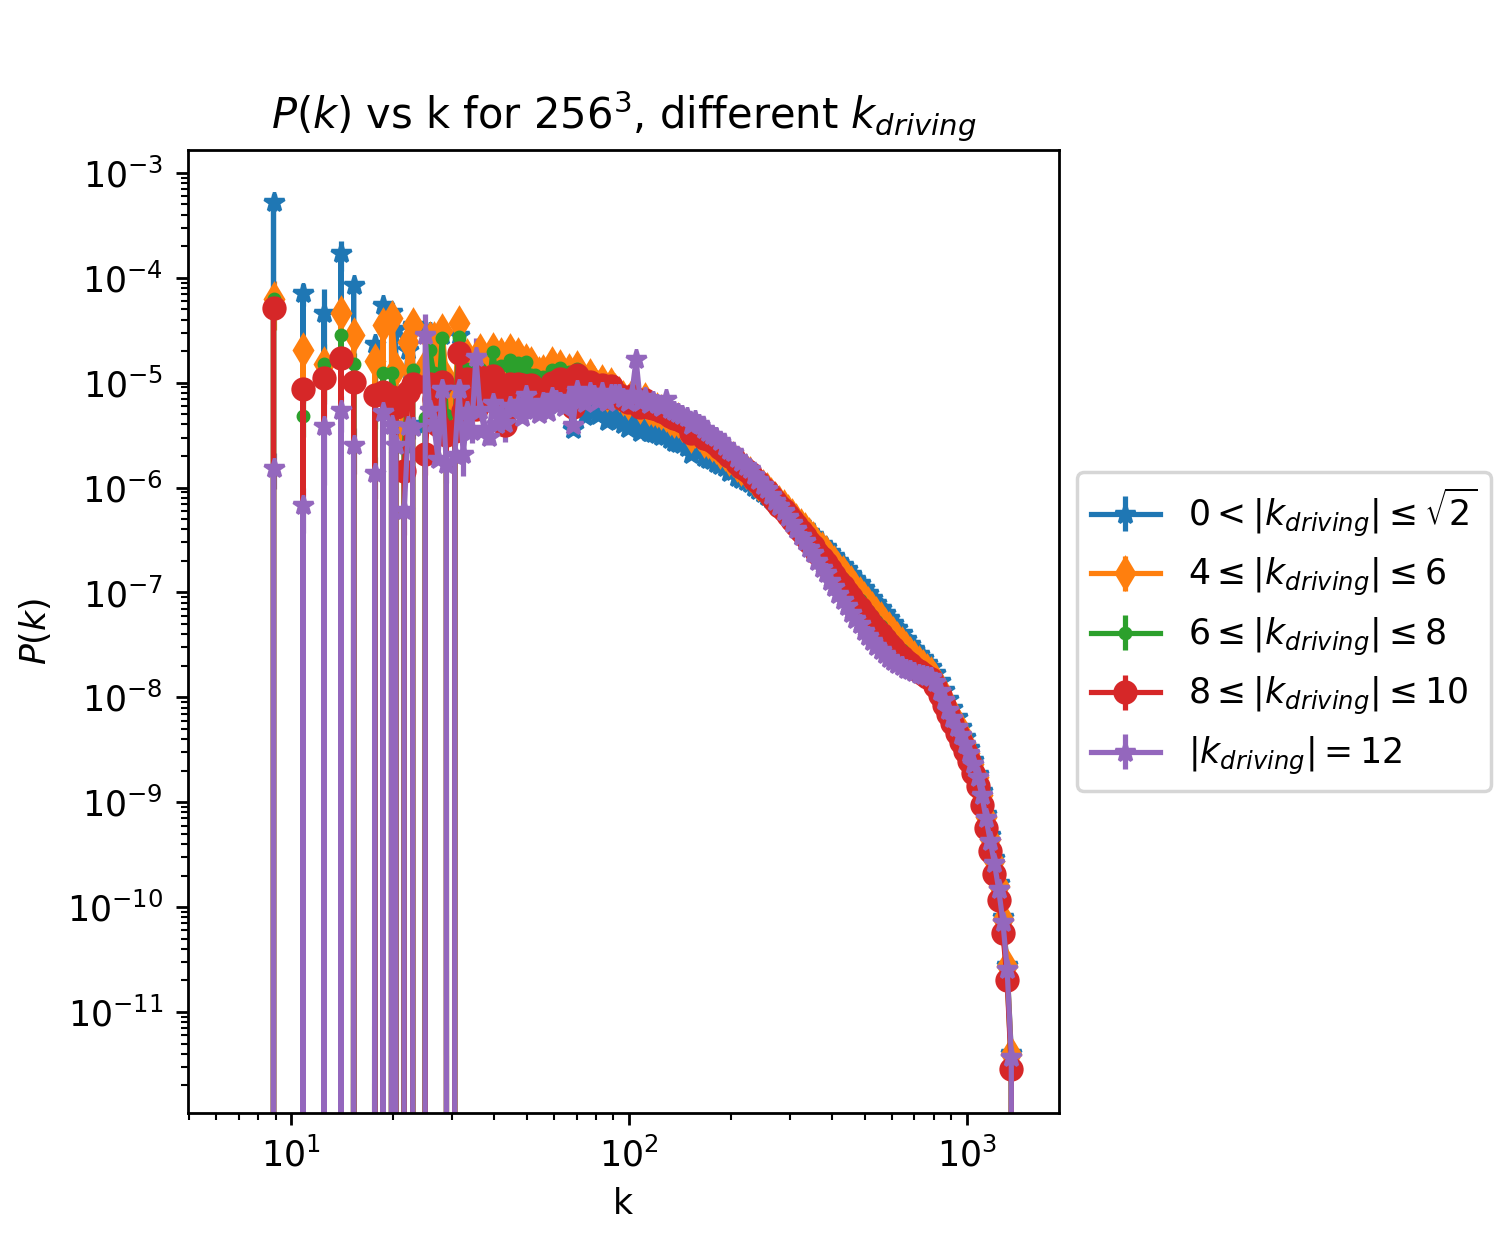 P(k) vs k for 256³, different k_driving
10⁻³
10⁻⁴
10⁻⁵
10⁻⁶
10⁻⁷
10⁻⁸
10⁻⁹
10⁻¹⁰
10⁻¹¹
P(k)
10¹
10²
10³
k
0 < |k_driving| ≤ √2
4 ≤ |k_driving| ≤ 6
6 ≤ |k_driving| ≤ 8
8 ≤ |k_driving| ≤ 10
|k_driving| = 12